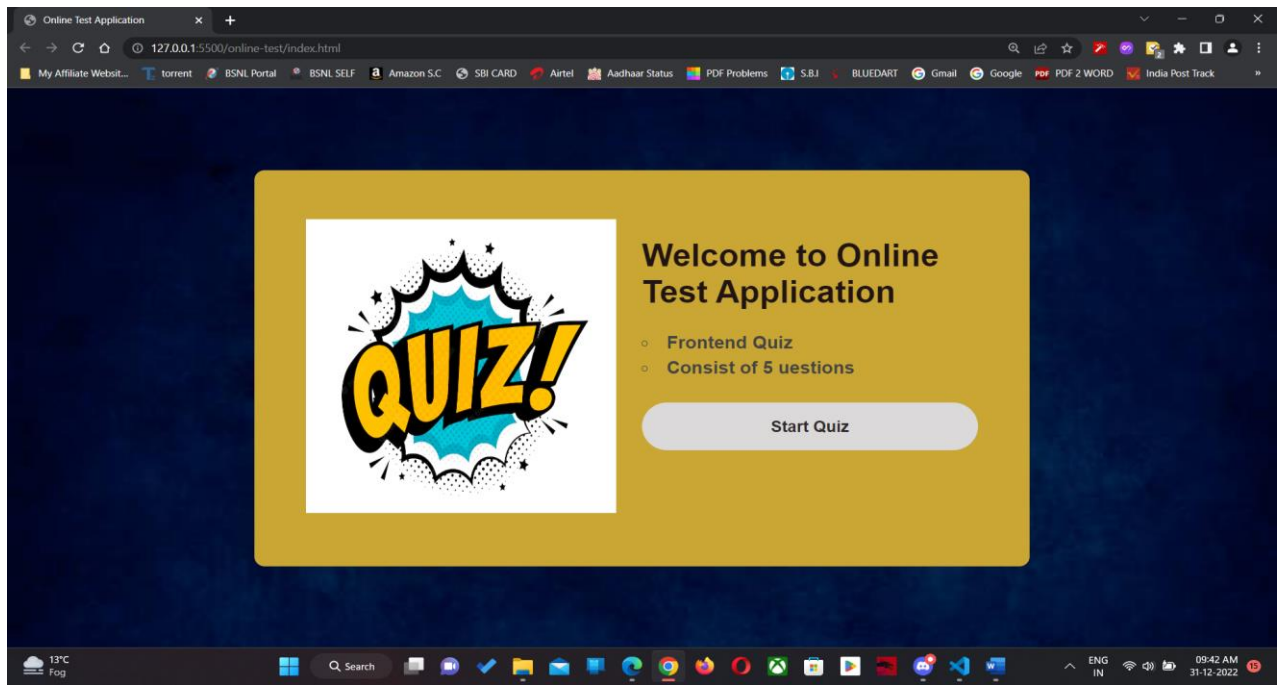 Online Test Application
127.0.0.1:5500/online-test/index.html
My Affiliate Websit... torrent BSNL Portal BSNL SELF Amazon S.C SBI CARD Airtel Aadhaar Status PDF Problems S.B.I BLUEDART Gmail Google PDF 2 WORD India Post Track
QUIZ!
Welcome to Online
Test Application
Frontend Quiz
Consist of 5 uestions
Start Quiz
13°C
Fog
Search
ENG
IN
09:42 AM
31-12-2022
15